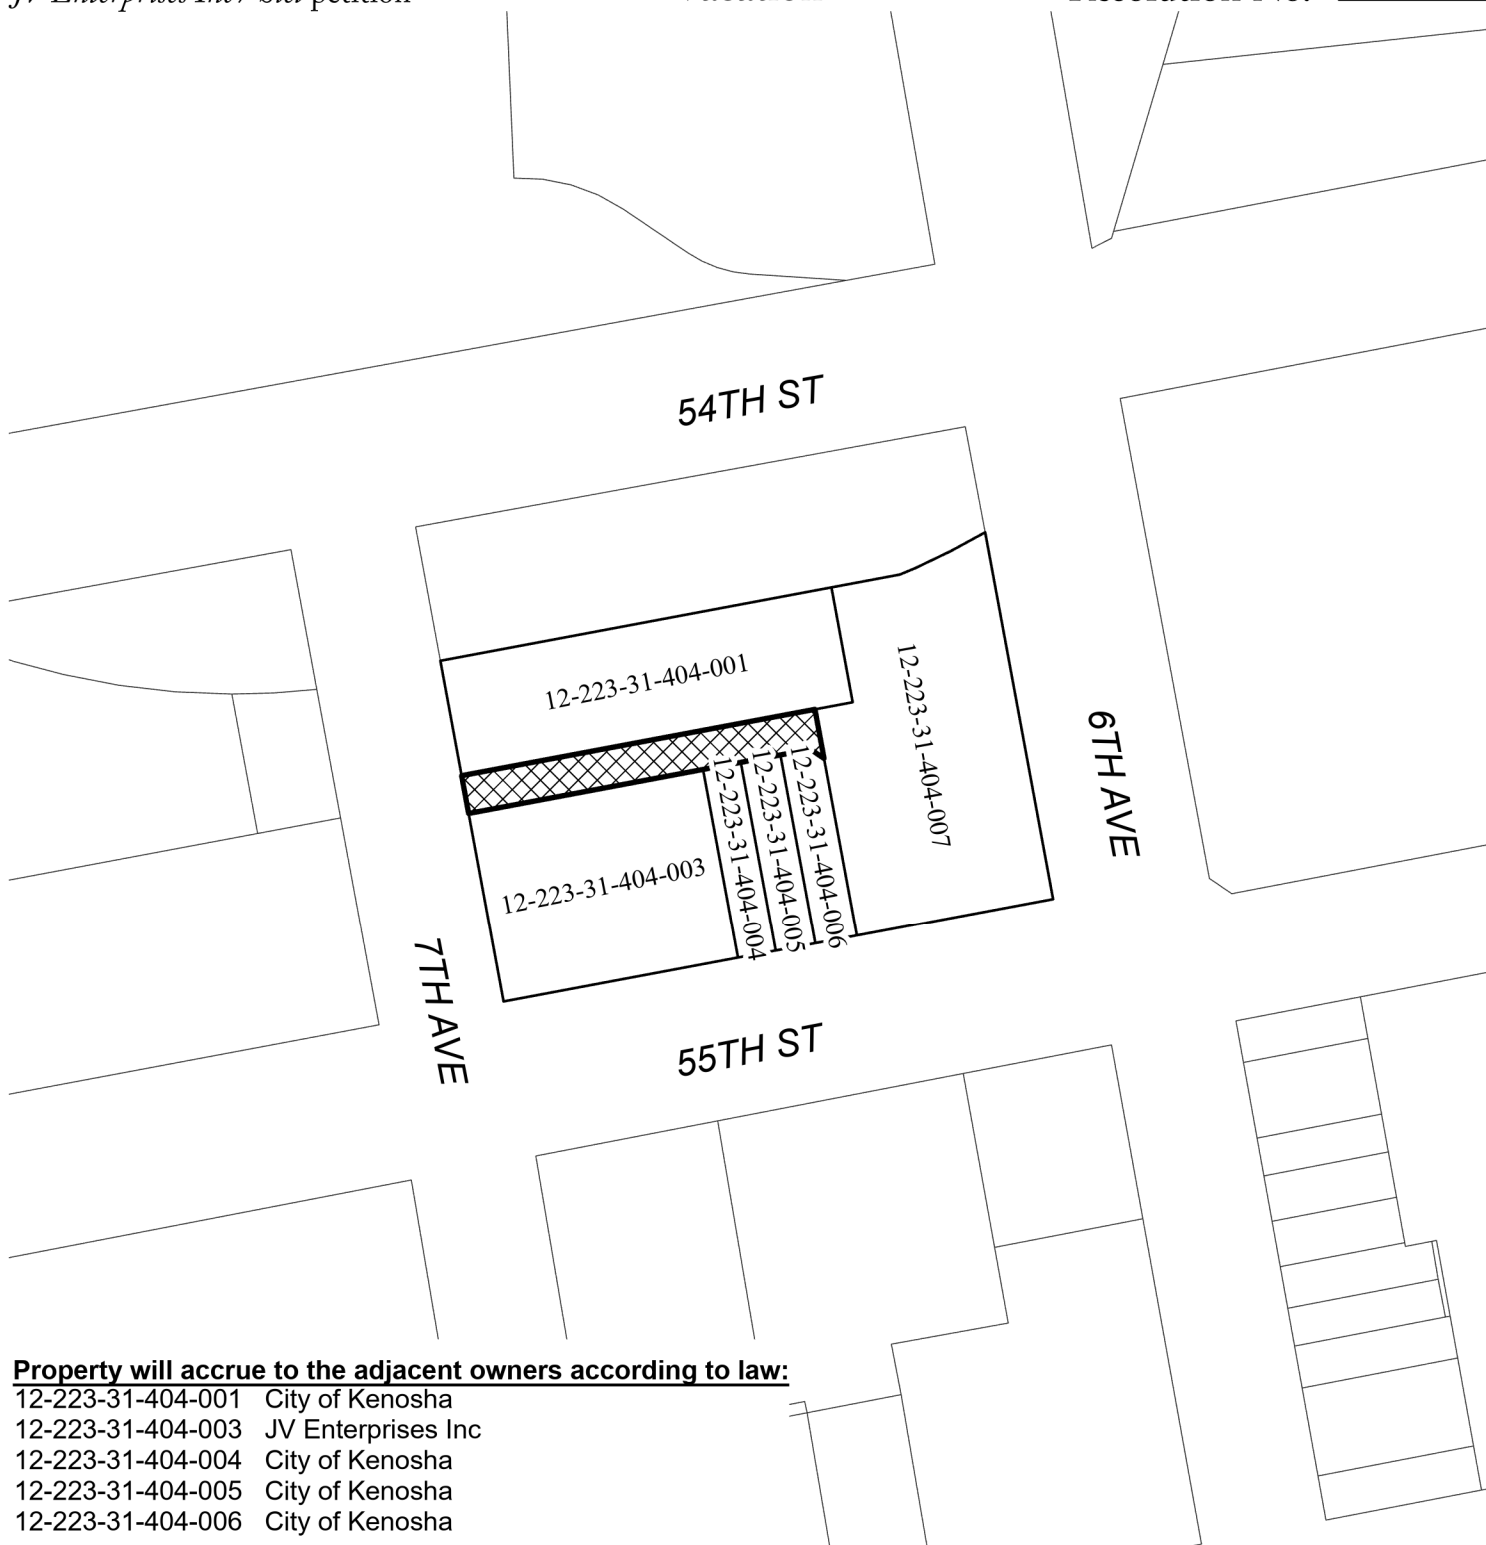 petition
54TH ST
12-223-31-404-001
12-223-31-404-007
6TH AVE
12-223-31-404-003
12-223-31-404-004
12-223-31-404-005
12-223-31-404-006
7TH AVE
55TH ST
Property will accrue to the adjacent owners according to law:
12-223-31-404-001 City of Kenosha
12-223-31-404-003 JV Enterprises Inc
12-223-31-404-004 City of Kenosha
12-223-31-404-005 City of Kenosha
12-223-31-404-006 City of Kenosha